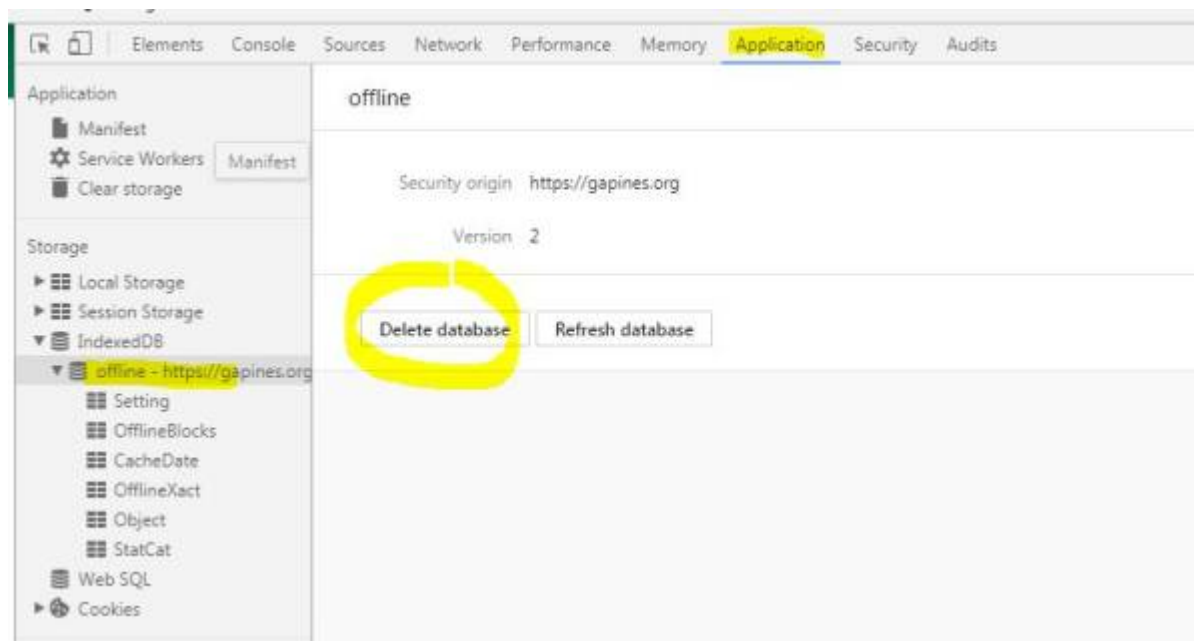 Elements Console Sources Network Performance Memory Application Security Audits
Application
Manifest
Service Workers
Manifest
Clear storage
Storage
Local Storage
Session Storage
IndexedDB
offline - https://gapines.org
Setting
OfflineBlocks
CacheDate
OfflineXact
Object
StatCat
Web SQL
Cookies
offline
Security origin https://gapines.org
Version 2
Delete database Refresh database